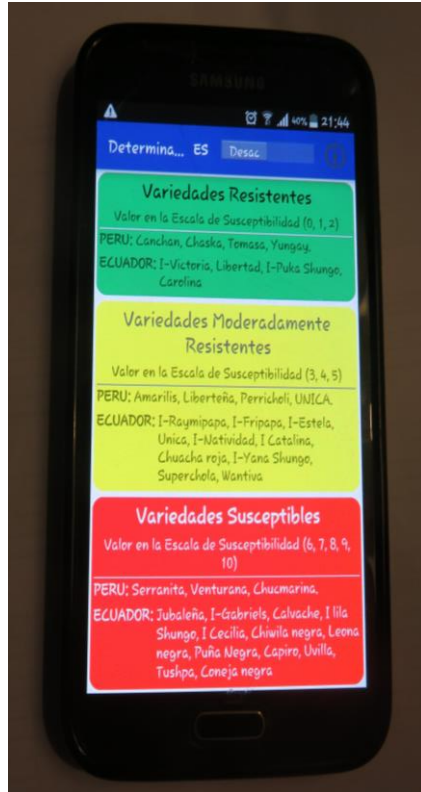 SAMSUNG
40% 21:44
Determina... ES Desac
Variedades Resistentes
Valor en la Escala de Susceptibilidad (0, 1, 2)
PERU: Canchan, Chaska, Tomasa, Yungay.
ECUADOR: I-Victoria, Libertad, I-Puka Shungo,
Carolina
Variedades Moderadamente
Resistentes
Valor en la Escala de Susceptibilidad (3, 4, 5)
PERU: Amarilis, Liberteña, Perricholi, UNICA.
ECUADOR: I-Raymipapa, I-Fripapa, I-Estela,
Unica, I-Natividad, I Catalina,
Chuacha roja, I-Yana Shungo,
Superchola, Wantiva
Variedades Susceptibles
Valor en la Escala de Susceptibilidad (6, 7, 8, 9,
10)
PERU: Serranita, Venturana, Chucmarina.
ECUADOR: Jubaleña, I-Gabriels, Calvache, I lila
Shungo, I Cecilia, Chiwila negra, Leona
negra, Puña Negra, Capiro, Uvilla,
Tushpa, Coneja negra